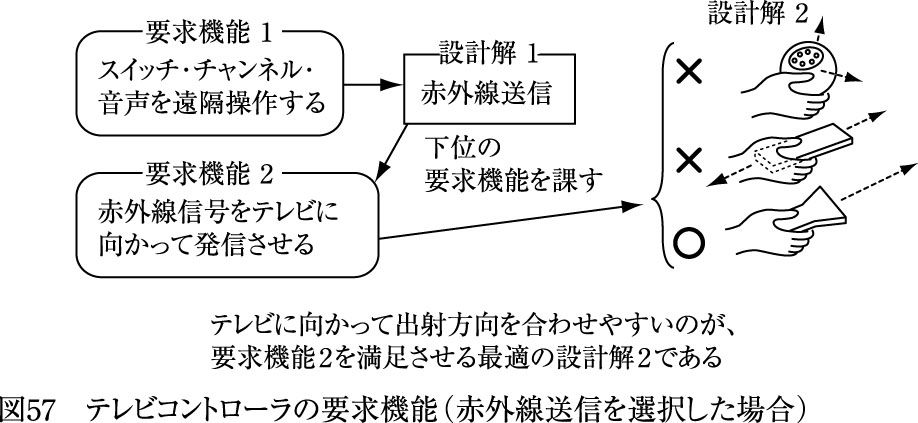 要求機能 1
スイッチ・チャンネル・
音声を遠隔操作する
設計解 1
赤外線送信
下位の
要求機能を課す
要求機能 2
赤外線信号をテレビに
向かって発信させる
設計解 2
テレビに向かって出射方向を合わせやすいのが、
要求機能2を満足させる最適の設計解2である
図57 テレビコントローラの要求機能(赤外線送信を選択した場合)